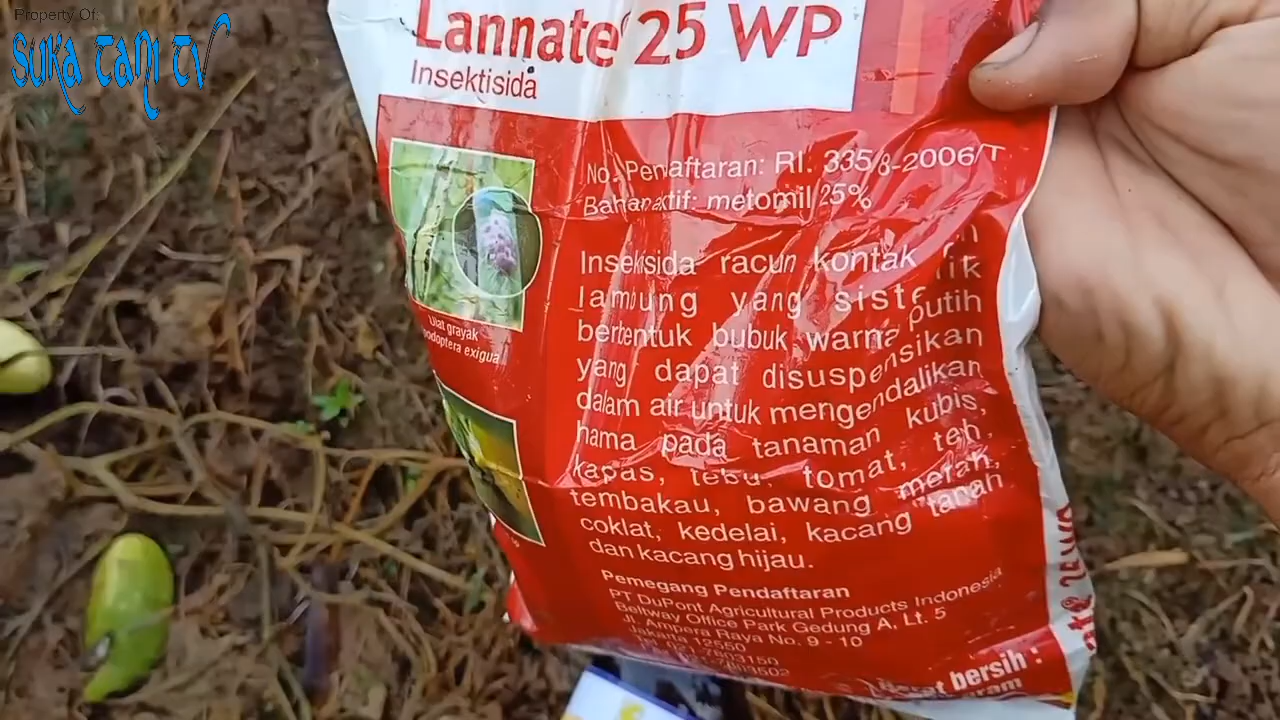 Property Of:
SUKA TANI TV
Lannate 25 WP
Insektisida
No. Pendaftaran: RI. 335/8-2006/T
Bahan aktif: metomil 25%
Insektisida racun kontak
lambung yang sistemik
berbentuk bubuk warna putih
yang dapat disuspensikan
dalam air untuk mengendalikan
hama pada tanaman kubis,
kapas, tebu, tomat, teh,
tembakau, bawang merah,
coklat, kedelai, kacang tanah
dan kacang hijau.
Ulat grayak
exigua
Pemegang Pendaftaran
PT DuPont Agricultural Products Indonesia
Beltway Office Park Gedung A, Lt. 5
Jl. Ampera Raya No. 9 - 10
Jakarta 12550
bersih :